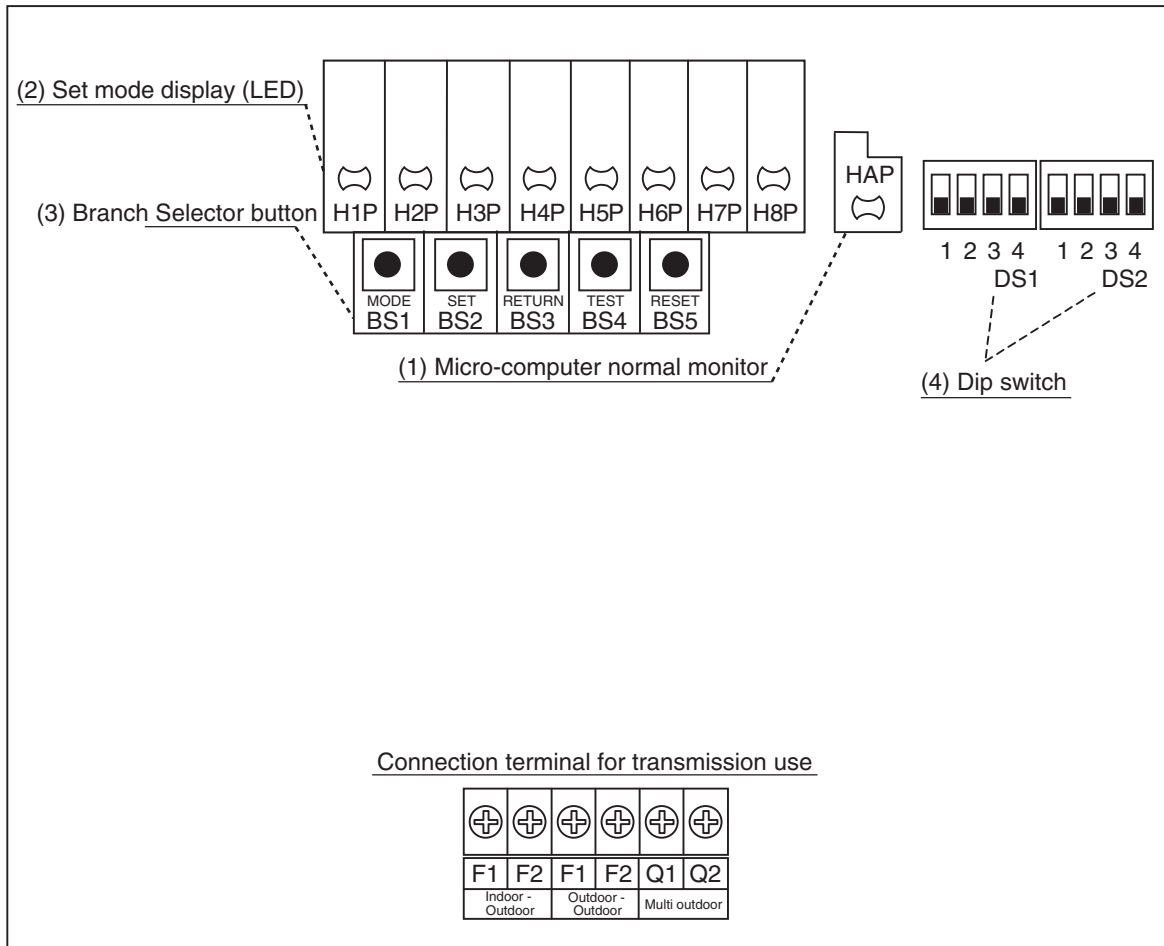 (2) Set mode display (LED)
H1P H2P H3P H4P H5P H6P H7P H8P
HAP
(3) Branch Selector button
MODE SET RETURN TEST RESET
BS1 BS2 BS3 BS4 BS5
1 2 3 4 1 2 3 4
DS1 DS2
(1) Micro-computer normal monitor
(4) Dip switch
Connection terminal for transmission use
F1 F2 F1 F2 Q1 Q2
Indoor -
Outdoor
Outdoor -
Outdoor
Multi outdoor